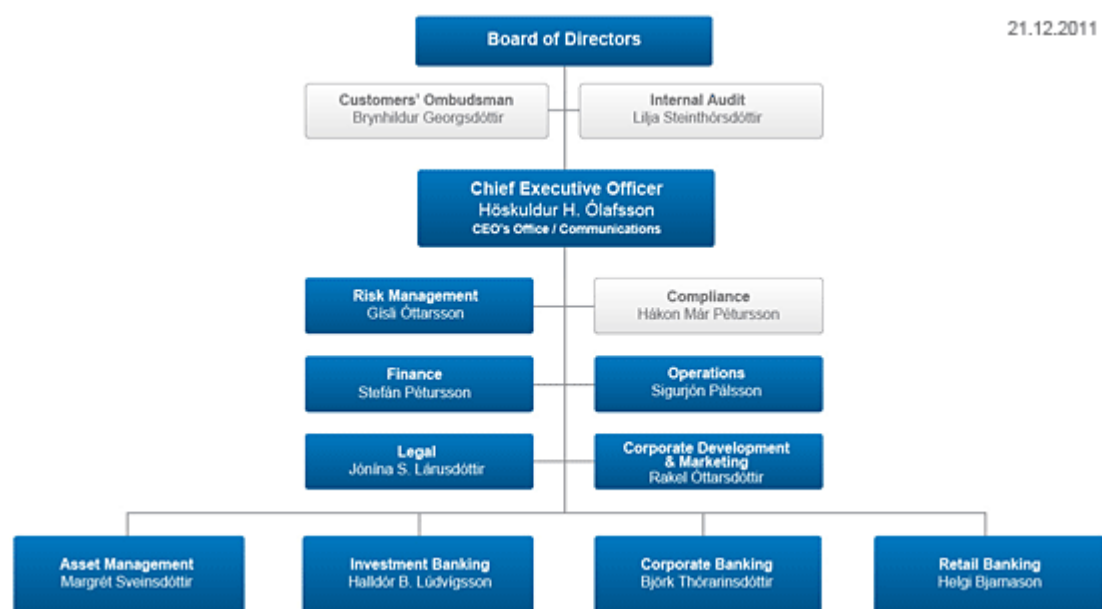 21.12.2011
Board of Directors
Customers' Ombudsman
Brynhildur Georgsdóttir
Internal Audit
Lilja Steinthórsdóttir
Chief Executive Officer
Höskuldur H. Ólafsson
CEO's Office / Communications
Risk Management
Gísli Óttarsson
Compliance
Hákon Már Pétursson
Finance
Stefán Pétursson
Operations
Sigurjón Pálsson
Legal
Jónína S. Lárusdóttir
Corporate Development
& Marketing
Rakel Óttarsdóttir
Asset Management
Margrét Sveinsdóttir
Investment Banking
Halldór B. Lúdvígsson
Corporate Banking
Björk Thórarinsdóttir
Retail Banking
Helgi Bjarnason